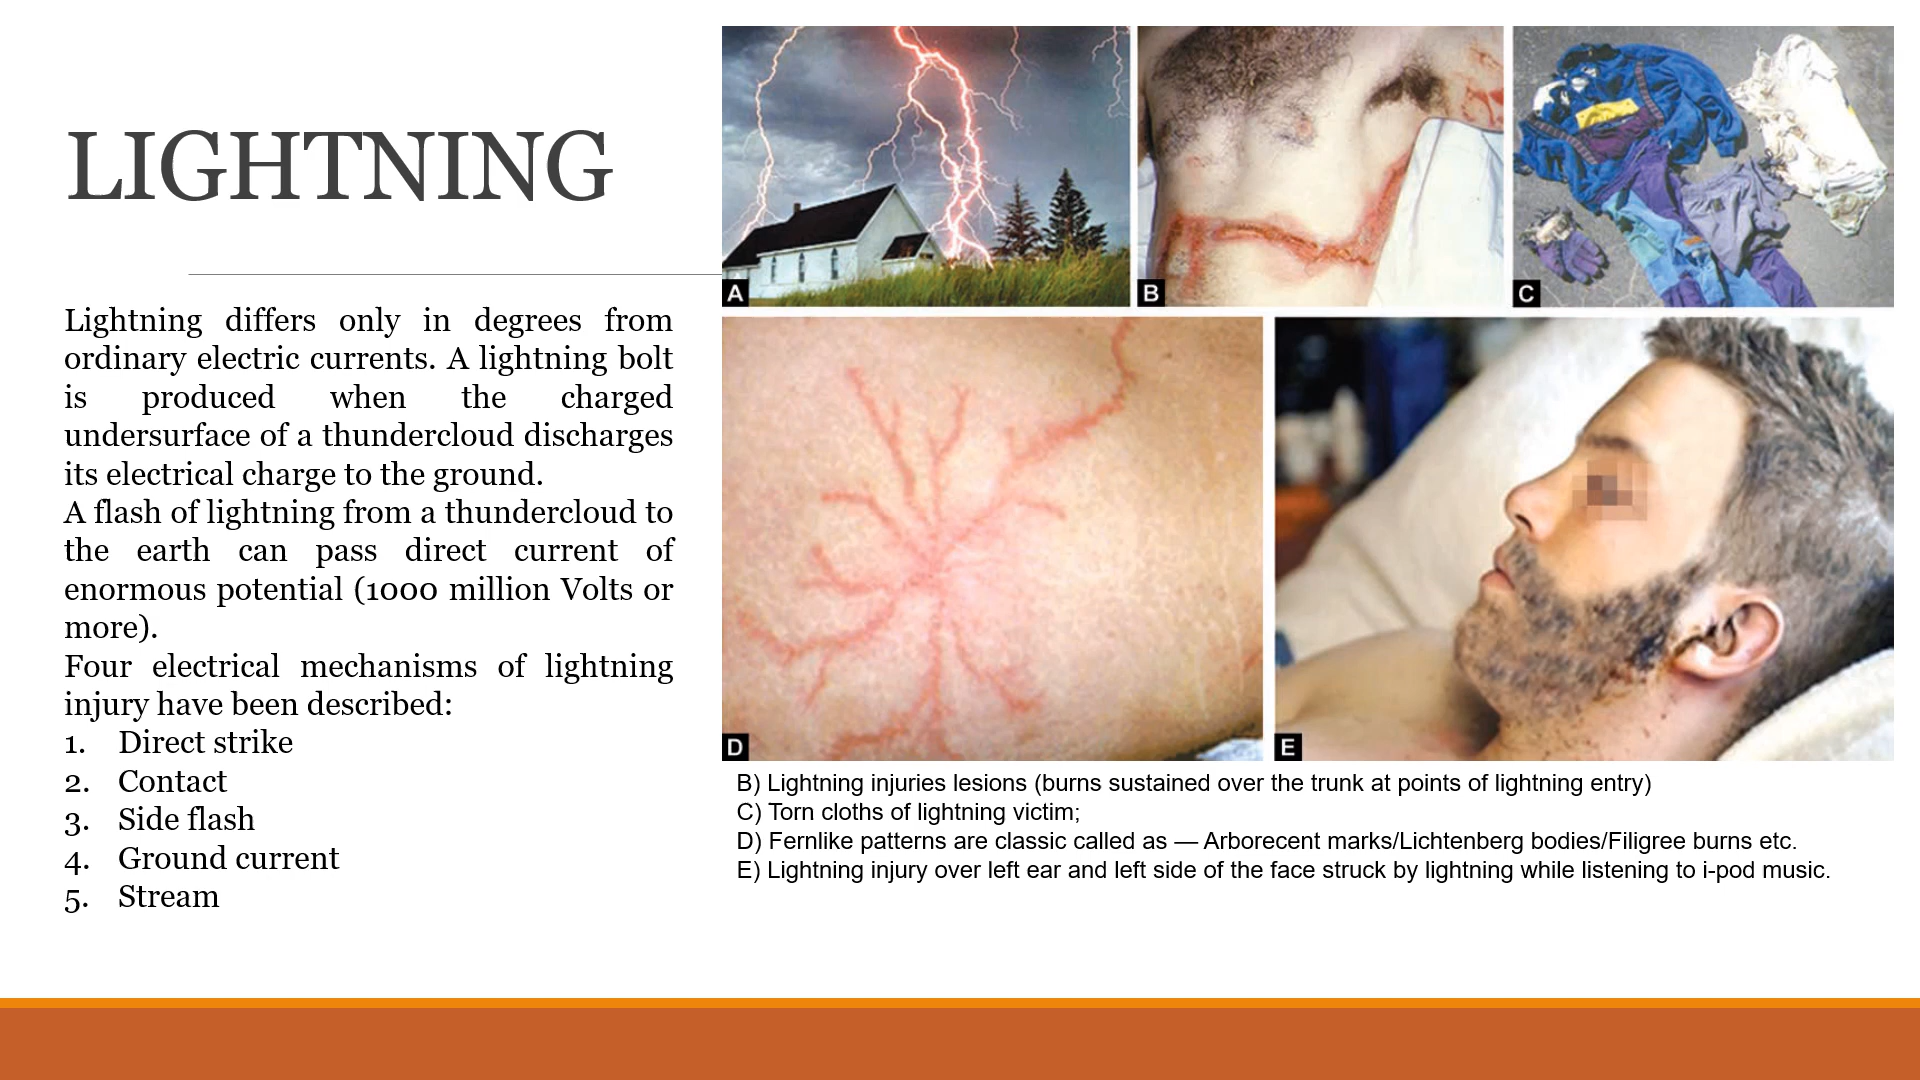 LIGHTNING
Lightning differs only in degrees from
ordinary electric currents. A lightning bolt
is produced when the charged
undersurface of a thundercloud discharges
its electrical charge to the ground.
A flash of lightning from a thundercloud to
the earth can pass direct current of
enormous potential (1000 million Volts or
more).
Four electrical mechanisms of lightning
injury have been described:
1. Direct strike
2. Contact
3. Side flash
4. Ground current
5. Stream
A
B
C
D
E
B) Lightning injuries lesions (burns sustained over the trunk at points of lightning entry)
C) Torn cloths of lightning victim;
D) Fernlike patterns are classic called as — Arborecent marks/Lichtenberg bodies/Filigree burns etc.
E) Lightning injury over left ear and left side of the face struck by lightning while listening to i-pod music.